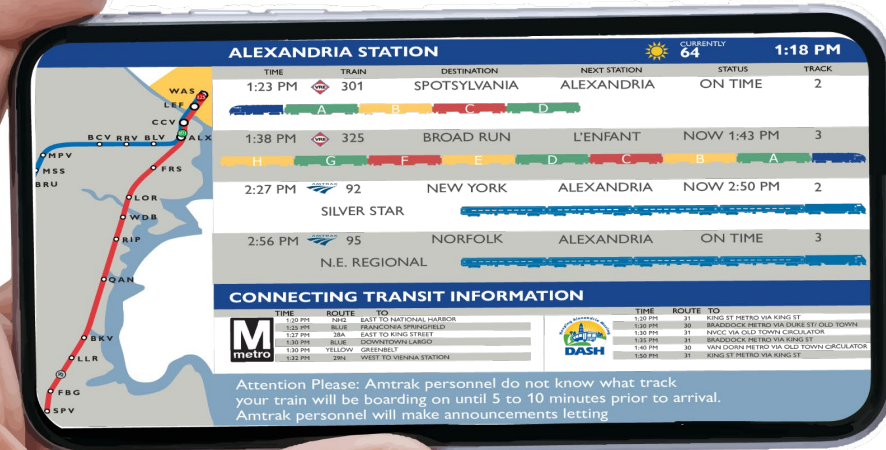 ALEXANDRIA STATION
CURRENTLY
64
1:18 PM
TIME TRAIN DESTINATION NEXT STATION STATUS TRACK
1:23 PM VRE 301 SPOTSYLVANIA ALEXANDRIA ON TIME 2
A B C D
1:38 PM VRE 325 BROAD RUN L'ENFANT NOW 1:43 PM 3
H G F E D C B A
2:27 PM AMTRAK 92 NEW YORK ALEXANDRIA NOW 2:50 PM 2
SILVER STAR
2:56 PM AMTRAK 95 NORFOLK ALEXANDRIA ON TIME 3
N.E. REGIONAL
WAS
LEF
CCV
BCV RRV BLV ALX
MPV
MSS
BRU
FRS
LOR
WDB
RIP
QAN
BKV
LLR
FBG
SPV
CONNECTING TRANSIT INFORMATION
M
metro
TIME ROUTE TO
1:20 PM NH2 EAST TO NATIONAL HARBOR
1:25 PM BLUE FRANCONIA SPRINGFIELD
1:27 PM 28A EAST TO KING STREET
1:30 PM BLUE DOWNTOWN LARGO
1:30 PM YELLOW GREENBELT
1:32 PM 29N WEST TO VIENNA STATION
DASH
TIME ROUTE TO
1:20 PM 31 KING ST METRO VIA KING ST
1:30 PM 30 BRADDOCK METRO VIA DUKE ST/ OLD TOWN
1:30 PM 31 NVCC VIA OLD TOWN CIRCULATOR
1:35 PM 31 BRADDOCK METRO VIA KING ST
1:40 PM 30 VAN DORN METRO VIA OLD TOWN CIRCULATOR
1:50 PM 31 KING ST METRO VIA KING ST
Attention Please: Amtrak personnel do not know what track
your train will be boarding on until 5 to 10 minutes prior to arrival.
Amtrak personnel will make announcements letting